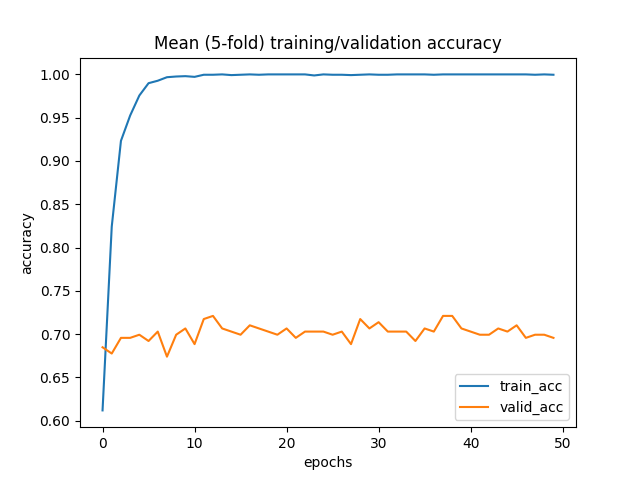 Mean (5-fold) training/validation accuracy
1.00
0.95
0.90
0.85
0.80
0.75
0.70
0.65
0.60
accuracy
train_acc
valid_acc
0 10 20 30 40 50
epochs